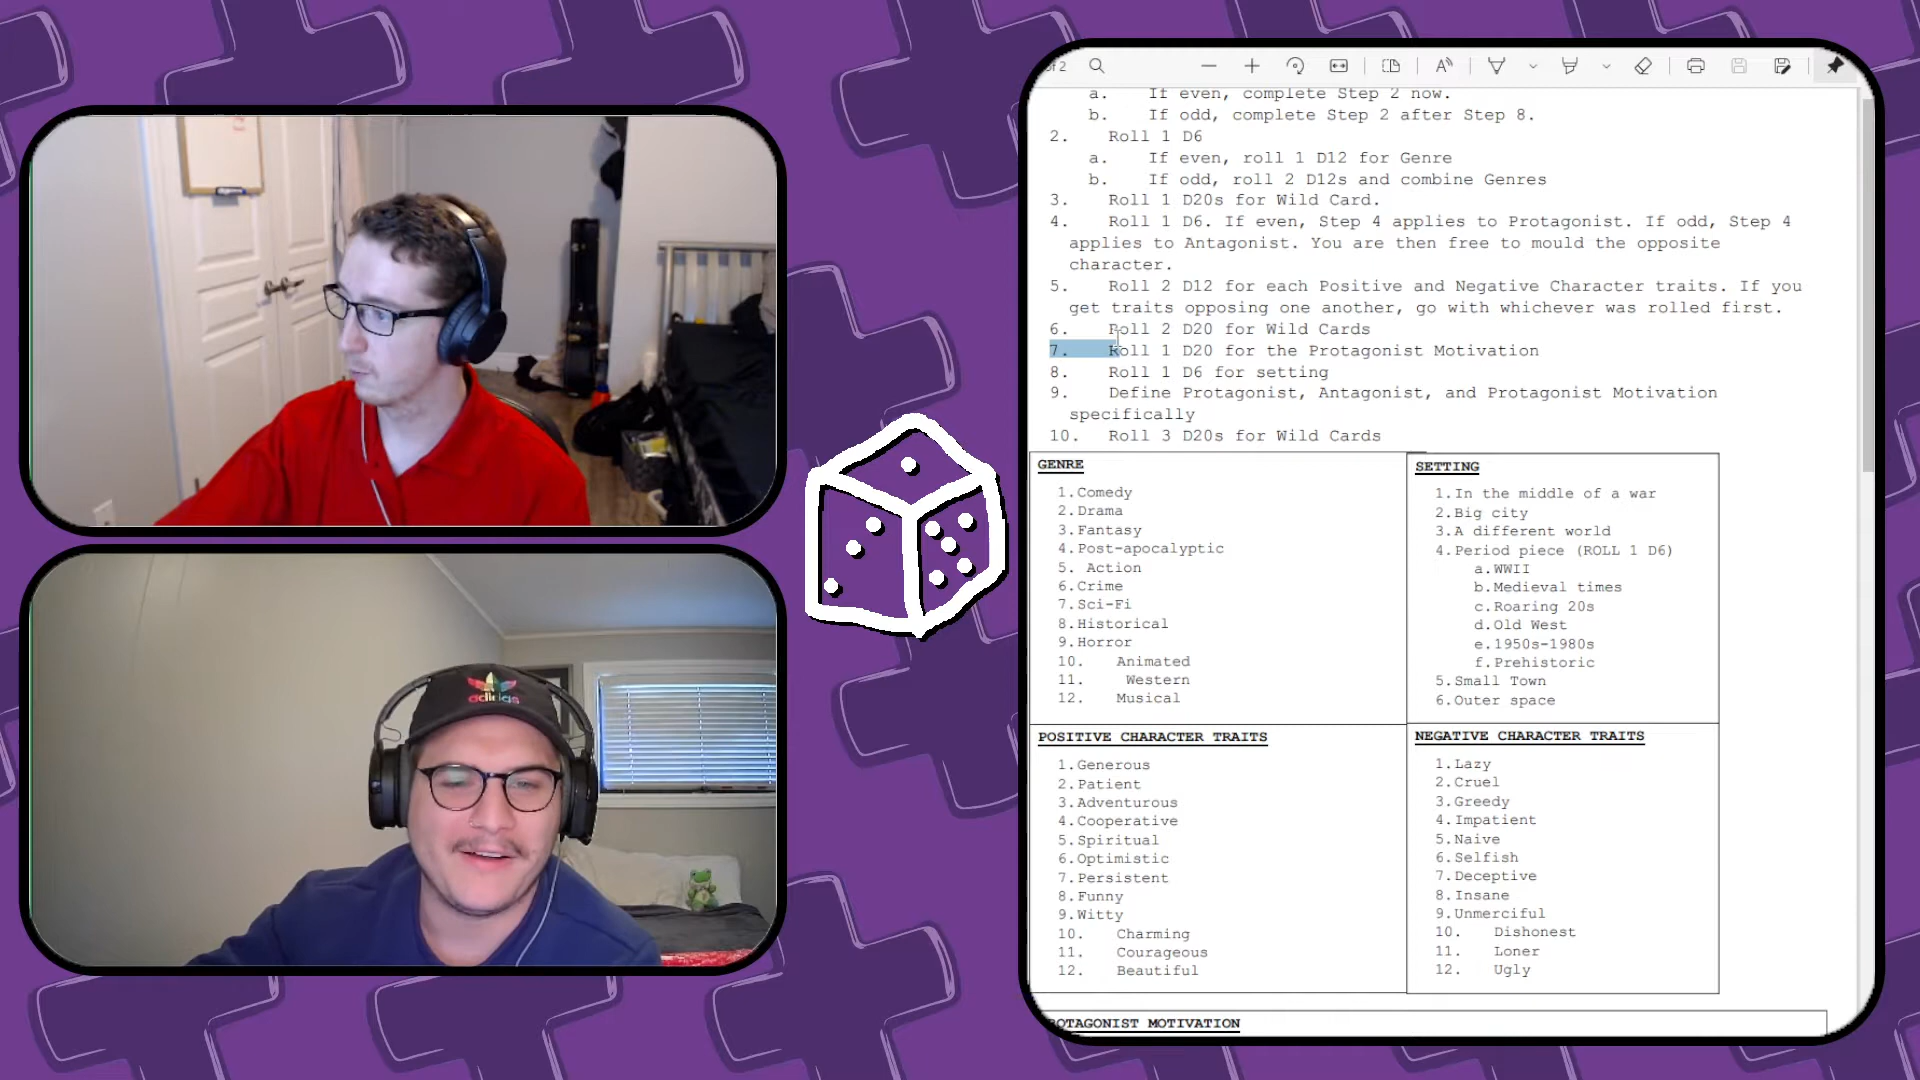 of 2
a. If even, complete Step 2 now.
b. If odd, complete Step 2 after Step 8.
2. Roll 1 D6
a. If even, roll 1 D12 for Genre
b. If odd, roll 2 D12s and combine Genres
3. Roll 1 D20s for Wild Card.
4. Roll 1 D6. If even, Step 4 applies to Protagonist. If odd, Step 4
applies to Antagonist. You are then free to mould the opposite
character.
5. Roll 2 D12 for each Positive and Negative Character traits. If you
get traits opposing one another, go with whichever was rolled first.
6. Roll 2 D20 for Wild Cards
7. Roll 1 D20 for the Protagonist Motivation
8. Roll 1 D6 for setting
9. Define Protagonist, Antagonist, and Protagonist Motivation
specifically
10. Roll 3 D20s for Wild Cards
GENRE
1.Comedy
2.Drama
3.Fantasy
4.Post-apocalyptic
5. Action
6.Crime
7.Sci-Fi
8.Historical
9.Horror
10. Animated
11. Western
12. Musical
SETTING
1.In the middle of a war
2.Big city
3.A different world
4.Period piece (ROLL 1 D6)
a.WWII
b.Medieval times
c.Roaring 20s
d.Old West
e.1950s-1980s
f.Prehistoric
5.Small Town
6.Outer space
POSITIVE CHARACTER TRAITS
1.Generous
2.Patient
3.Adventurous
4.Cooperative
5.Spiritual
6.Optimistic
7.Persistent
8.Funny
9.Witty
10. Charming
11. Courageous
12. Beautiful
NEGATIVE CHARACTER TRAITS
1.Lazy
2.Cruel
3.Greedy
4.Impatient
5.Naive
6.Selfish
7.Deceptive
8.Insane
9.Unmerciful
10. Dishonest
11. Loner
12. Ugly
OTAGONIST MOTIVATION
adidas